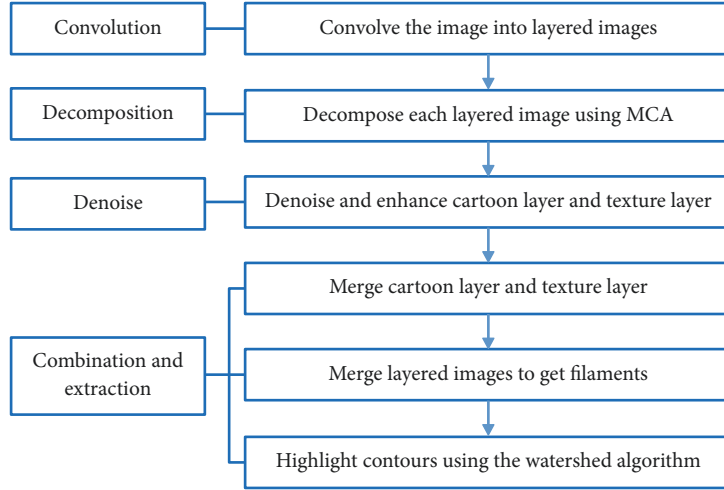 Convolution
Convolve the image into layered images
Decomposition
Decompose each layered image using MCA
Denoise
Denoise and enhance cartoon layer and texture layer
Combination and
extraction
Merge cartoon layer and texture layer
Merge layered images to get filaments
Highlight contours using the watershed algorithm